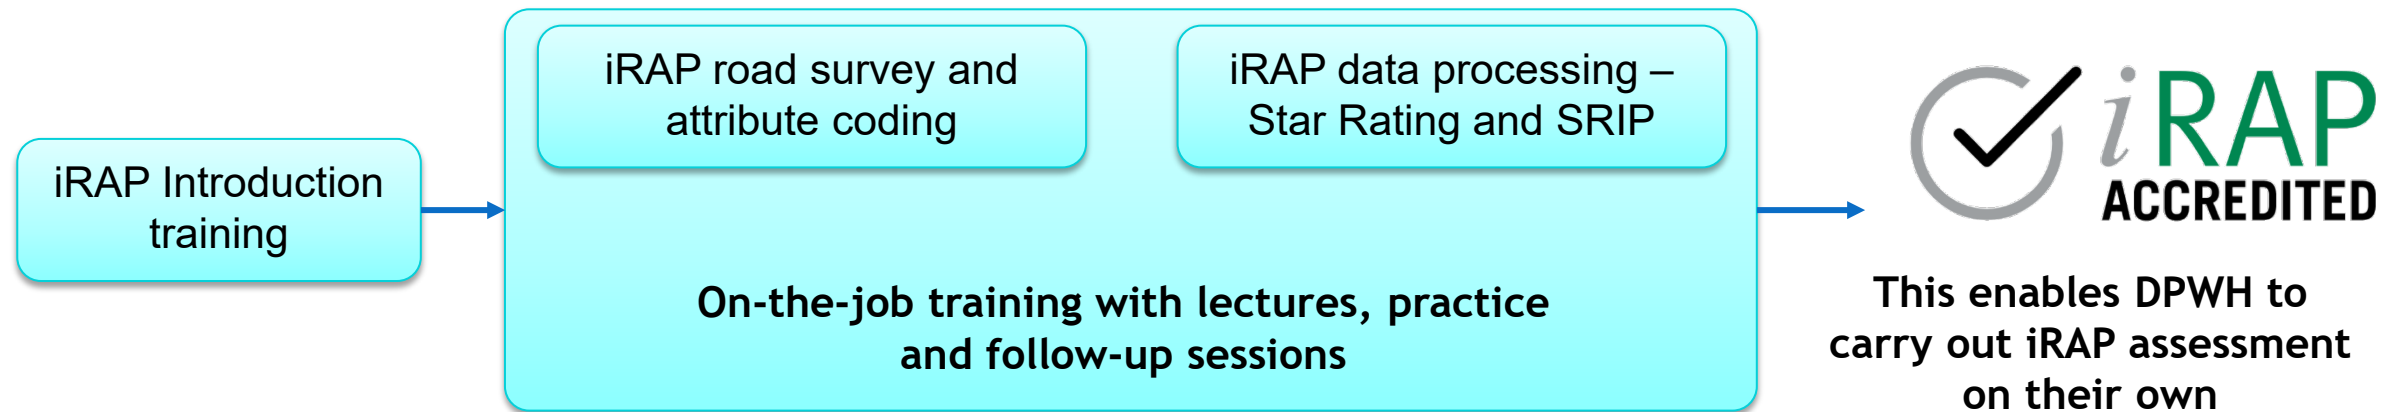 iRAP Introduction
training
iRAP road survey and
attribute coding
iRAP data processing –
Star Rating and SRIP
On-the-job training with lectures, practice
and follow-up sessions
iRAP
ACCREDITED
This enables DPWH to
carry out iRAP assessment
on their own